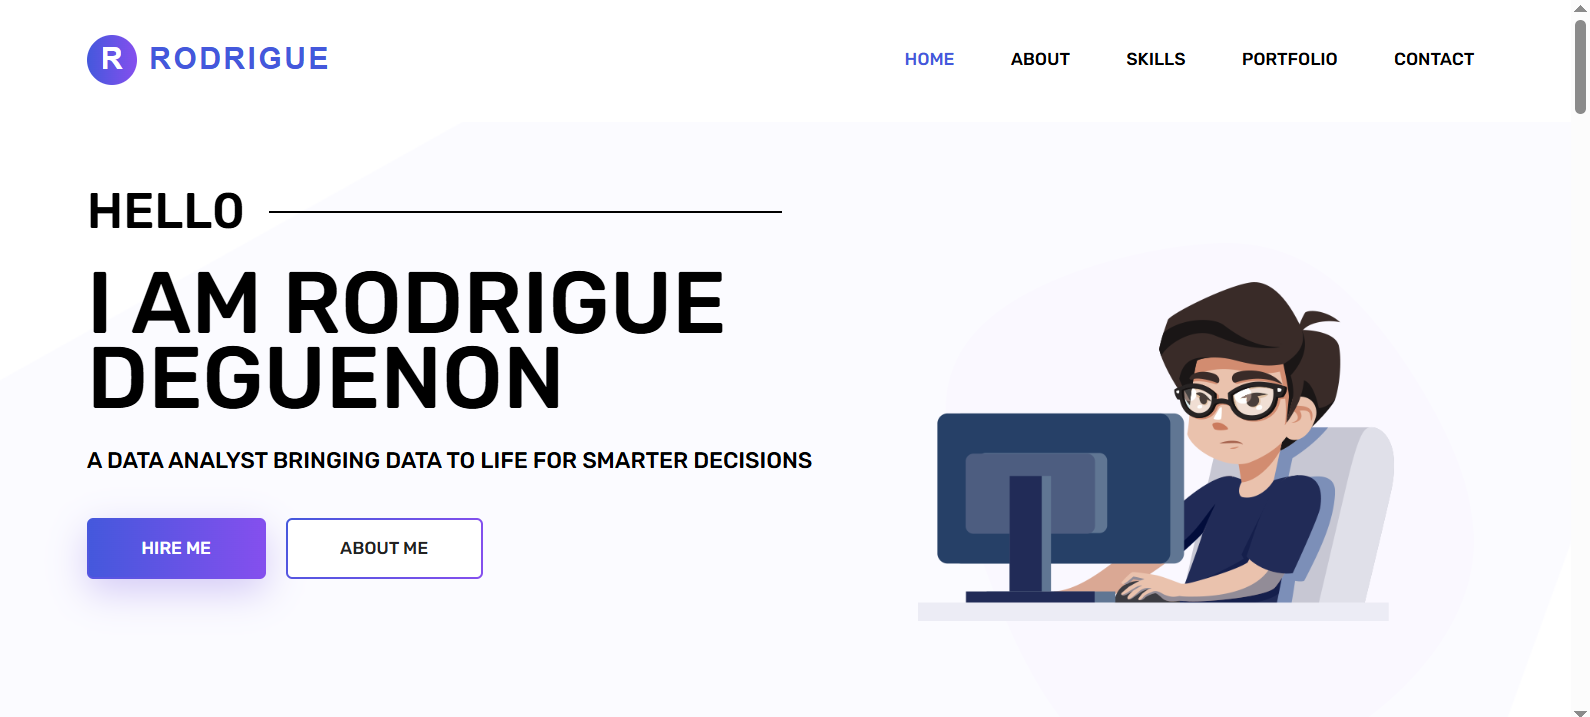 R RODRIGUE
HOME ABOUT SKILLS PORTFOLIO CONTACT
HELLO
I AM RODRIGUE
DEGUENON
A DATA ANALYST BRINGING DATA TO LIFE FOR SMARTER DECISIONS
HIRE ME
ABOUT ME